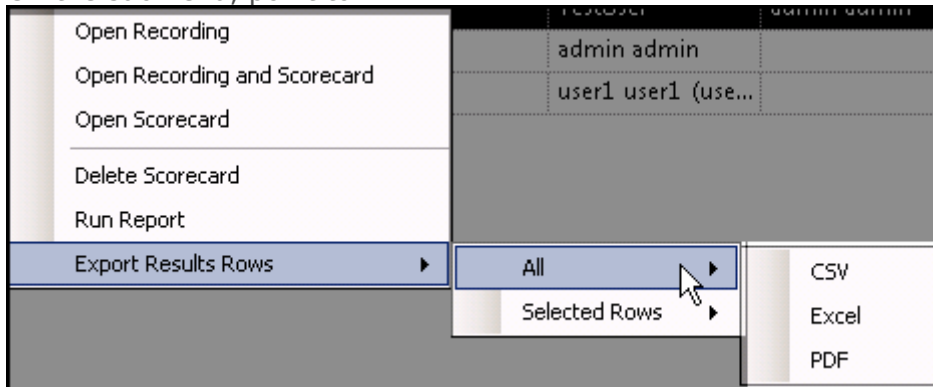 Open Recording
Open Recording and Scorecard
Open Scorecard
Delete Scorecard
Run Report
Export Results Rows
All
Selected Rows
CSV
Excel
PDF
admin admin
user1 user1 (use...